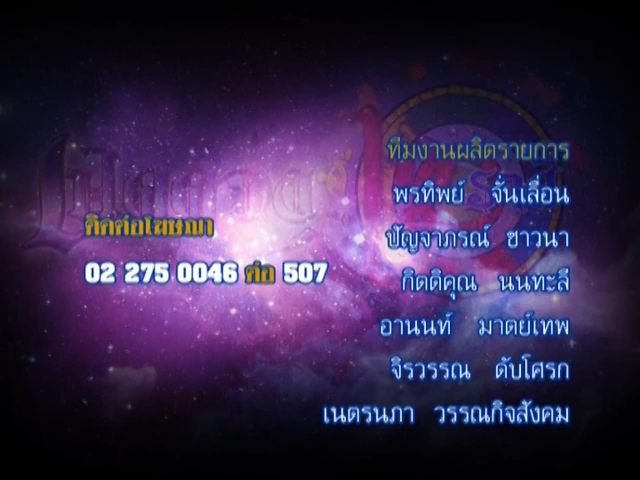 ทีมงานผลิตรายการ
พรทิพย์ จั่นเลื่อน
ปัญจาภรณ์ ชาวนา
กิตติคุณ นนทะลี
อานนท์ มาตย์เทพ
จิรวรรณ ดับโศรก
เนตรนภา วรรณกิจสังคม
ติดต่อโฆษณา
02 275 0046 ต่อ 507